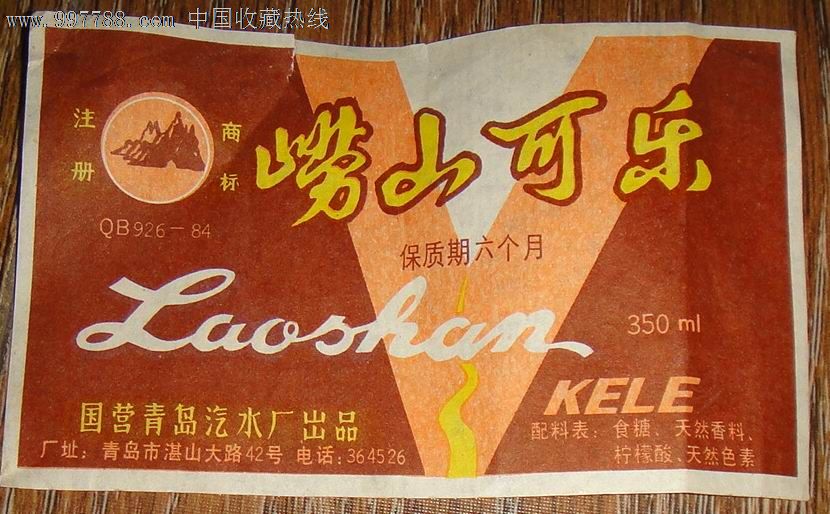 www.997788.com 中国收藏热线
注册 商标
崂山可乐
QB926-84
保质期六个月
Laoshan
350 ml
KELE
国营青岛汽水厂出品
配料表: 食糖、天然香料、
厂址: 青岛市湛山大路42号 电话: 364526
柠檬酸、天然色素